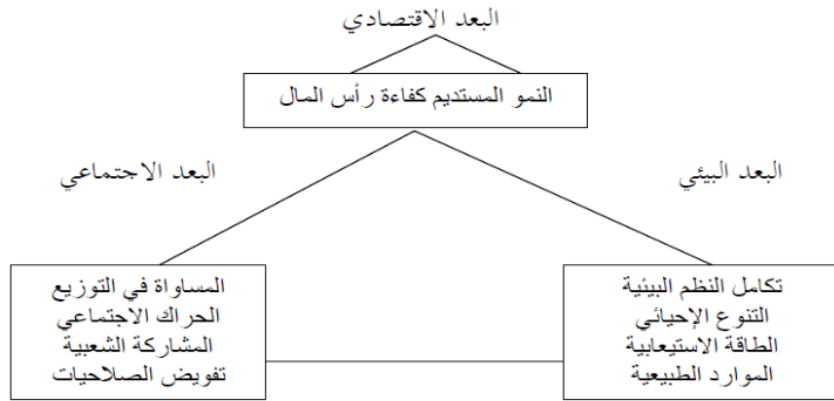 البعد الاقتصادي
النمو المستديم كفاءة رأس المال
البعد البيئي
البعد الاجتماعي
تكامل النظم البيئية
التنوع الإحيائي
الطاقة الاستيعابية
الموارد الطبيعية
المساواة في التوزيع
الحراك الاجتماعي
المشاركة الشعبية
تفويض الصلاحيات